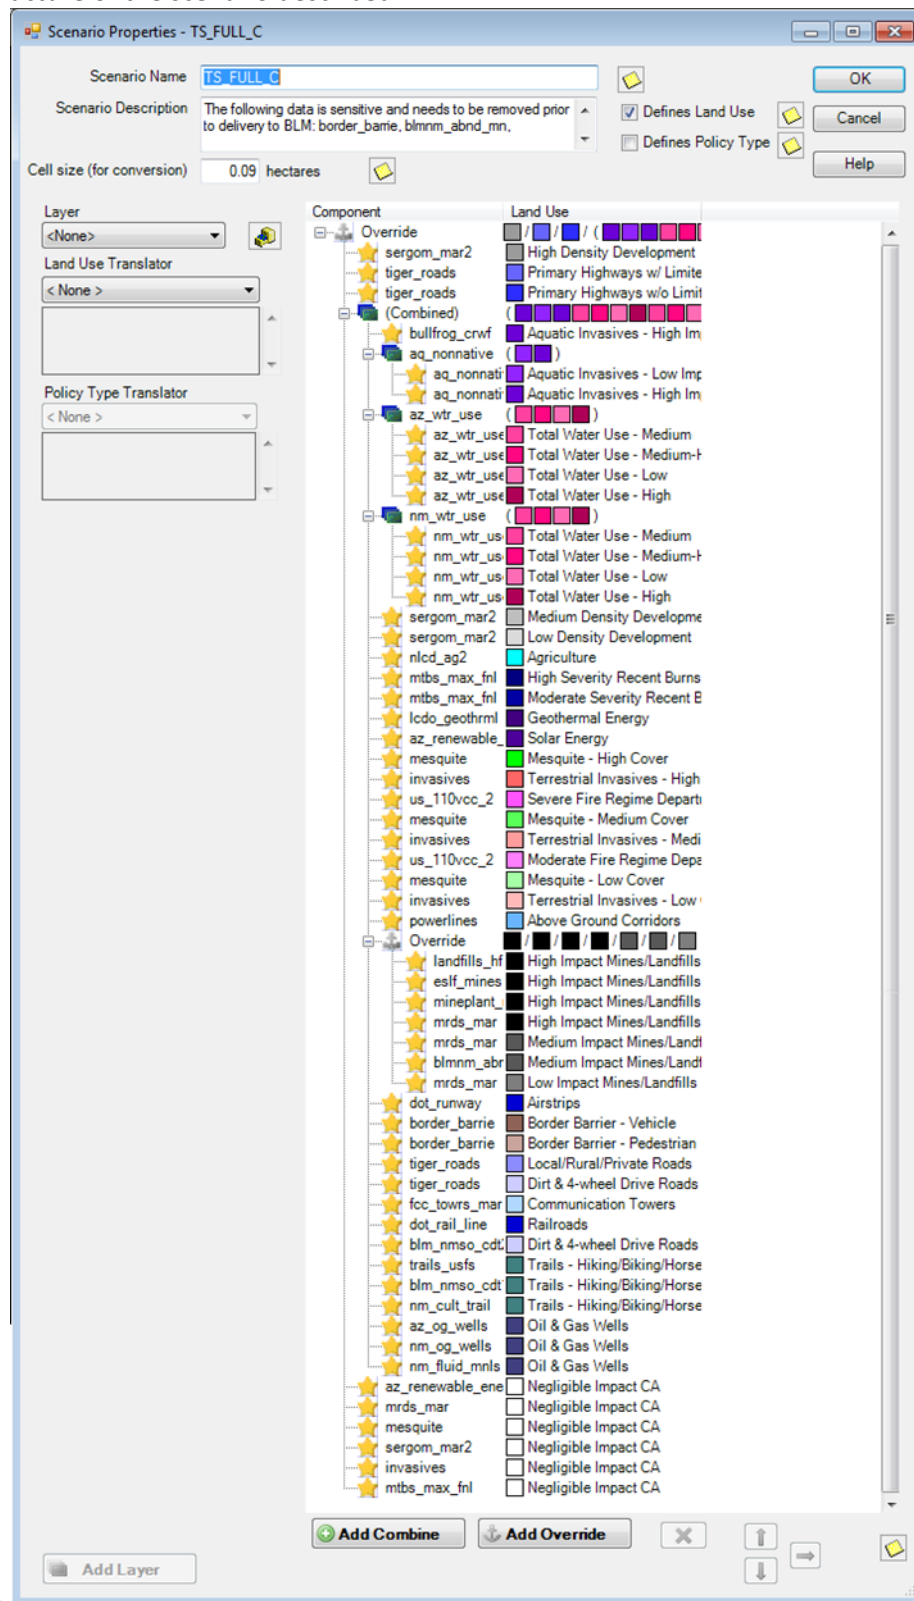 Scenario Properties - TS_FULL_C
Scenario Name TS_FULL_C OK
Scenario Description The following data is sensitive and needs to be removed prior to delivery to BLM: border_barrie, blmnm_abnd_mn,
Defines Land Use Cancel
Defines Policy Type
Cell size (for conversion) 0.09 hectares Help
Layer
<None>
Land Use Translator
< None >
Policy Type Translator
< None >
Component Land Use
Override / / / (
sergom_mar2 High Density Development
tiger_roads Primary Highways w/ Limite
tiger_roads Primary Highways w/o Limit
(Combined) (
bullfrog_crwf Aquatic Invasives - High Im
aq_nonnative ( )
aq_nonnati Aquatic Invasives - Low Imp
aq_nonnati Aquatic Invasives - High Im
az_wtr_use ( )
az_wtr_use Total Water Use - Medium
az_wtr_use Total Water Use - Medium-H
az_wtr_use Total Water Use - Low
az_wtr_use Total Water Use - High
nm_wtr_use ( )
nm_wtr_us Total Water Use - Medium
nm_wtr_us Total Water Use - Medium-H
nm_wtr_us Total Water Use - Low
nm_wtr_us Total Water Use - High
sergom_mar2 Medium Density Developme
sergom_mar2 Low Density Development
nlcd_ag2 Agriculture
mtbs_max_fnl High Severity Recent Burns
mtbs_max_fnl Moderate Severity Recent B
lcdo_geothrml Geothermal Energy
az_renewable_ Solar Energy
mesquite Mesquite - High Cover
invasives Terrestrial Invasives - High
us_110vcc_2 Severe Fire Regime Depart
mesquite Mesquite - Medium Cover
invasives Terrestrial Invasives - Medi
us_110vcc_2 Moderate Fire Regime Depa
mesquite Mesquite - Low Cover
invasives Terrestrial Invasives - Low
powerlines Above Ground Corridors
Override / / / / / /
landfills_hf High Impact Mines/Landfills
eslf_mines High Impact Mines/Landfills
mineplant_ High Impact Mines/Landfills
mrds_mar High Impact Mines/Landfills
mrds_mar Medium Impact Mines/Landf
blmnm_abr Medium Impact Mines/Landf
mrds_mar Low Impact Mines/Landfills
dot_runway Airstrips
border_barrie Border Barrier - Vehicle
border_barrie Border Barrier - Pedestrian
tiger_roads Local/Rural/Private Roads
tiger_roads Dirt & 4-wheel Drive Roads
fcc_towrs_mar Communication Towers
dot_rail_line Railroads
blm_nmso_cdt Dirt & 4-wheel Drive Roads
trails_usfs Trails - Hiking/Biking/Horse
blm_nmso_cdt Trails - Hiking/Biking/Horse
nm_cult_trail Trails - Hiking/Biking/Horse
az_og_wells Oil & Gas Wells
nm_og_wells Oil & Gas Wells
nm_fluid_mnls Oil & Gas Wells
az_renewable_ene Negligible Impact CA
mrds_mar Negligible Impact CA
mesquite Negligible Impact CA
sergom_mar2 Negligible Impact CA
invasives Negligible Impact CA
mtbs_max_fnl Negligible Impact CA
Add Combine Add Override
Add Layer